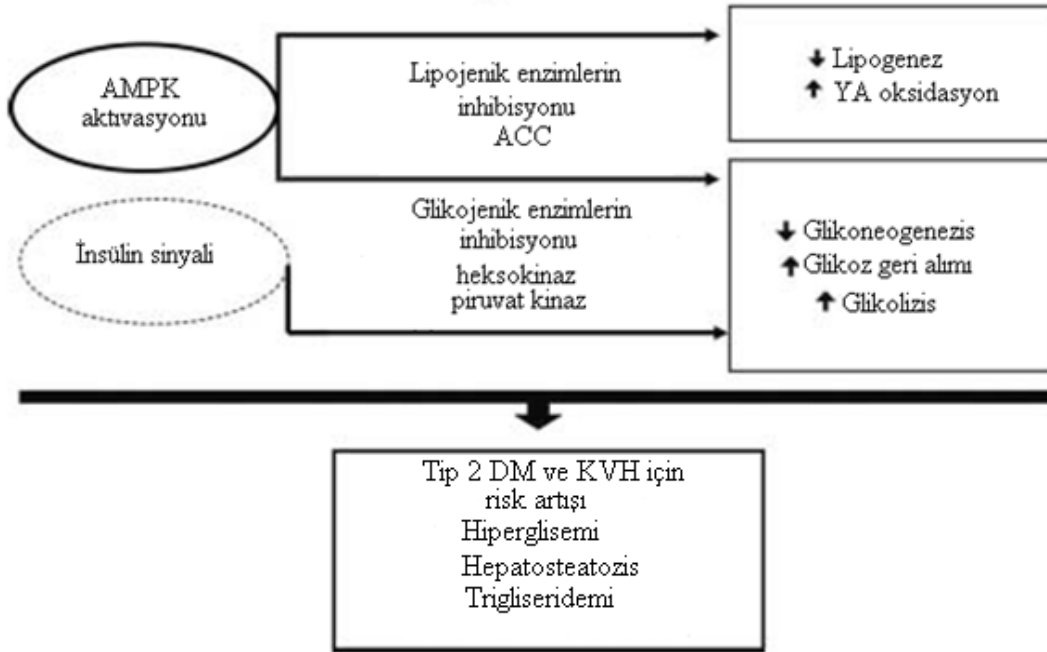 AMPK
aktıvasyonu
Lipojenik enzimlerin
inhibisyonu
ACC
Lipogenez
YA oksidasyon
İnsülin sinyali
Glikojenik enzimlerin
inhibisyonu
heksokinaz
piruvat kinaz
Glikoneogenezis
Glikoz geri alımı
Glikolizis
Tip 2 DM ve KVH için
risk artışı
Hiperglisemi
Hepatosteatozis
Trigliseridemi